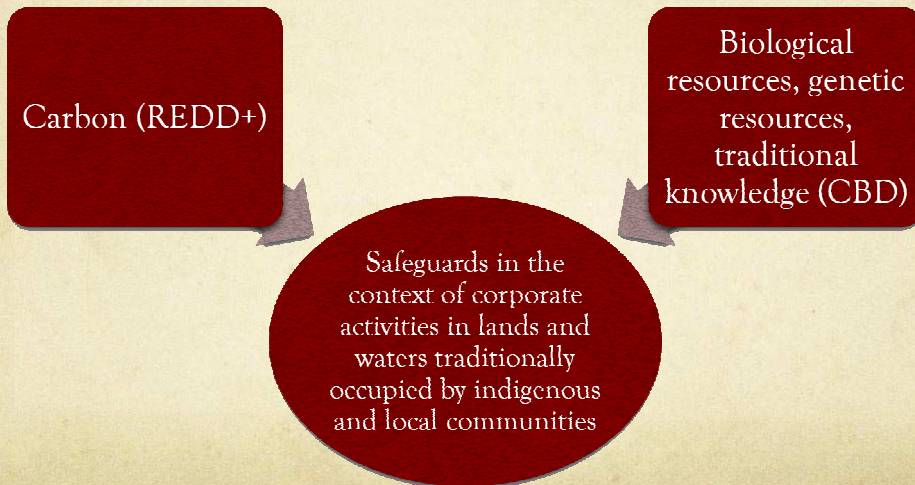 Carbon (REDD+)
Biological
resources, genetic
resources,
traditional
knowledge (CBD)
Safeguards in the
context of corporate
activities in lands and
waters traditionally
occupied by indigenous
and local communities